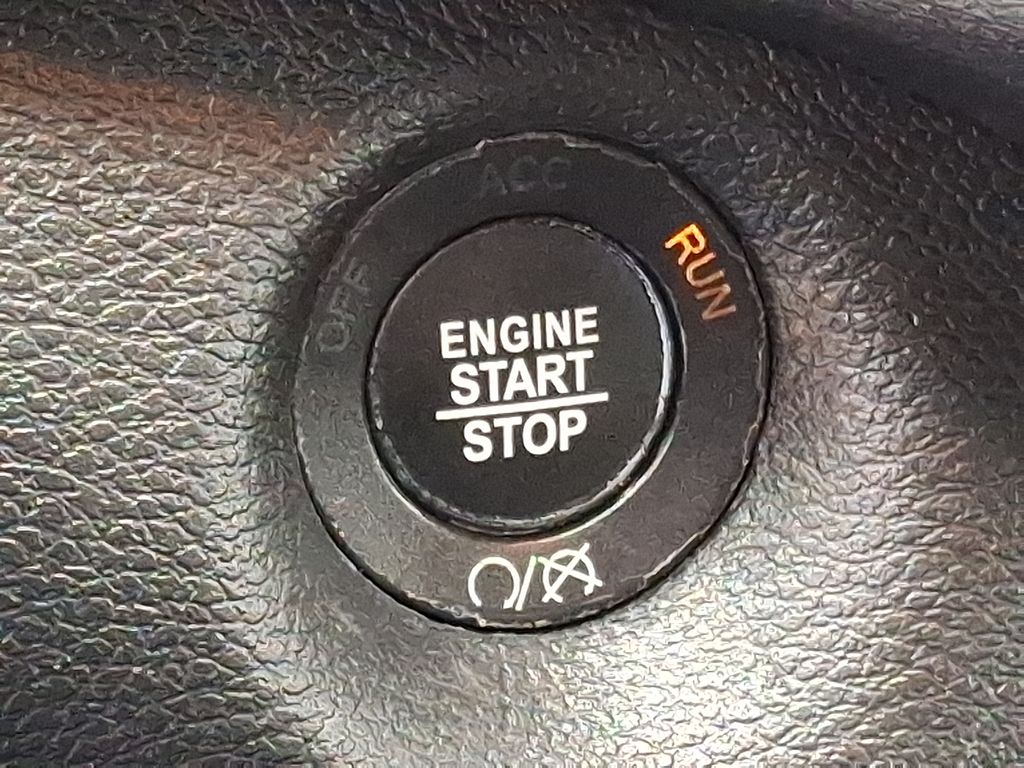 ACC
OFF
RUN
ENGINE
START
STOP